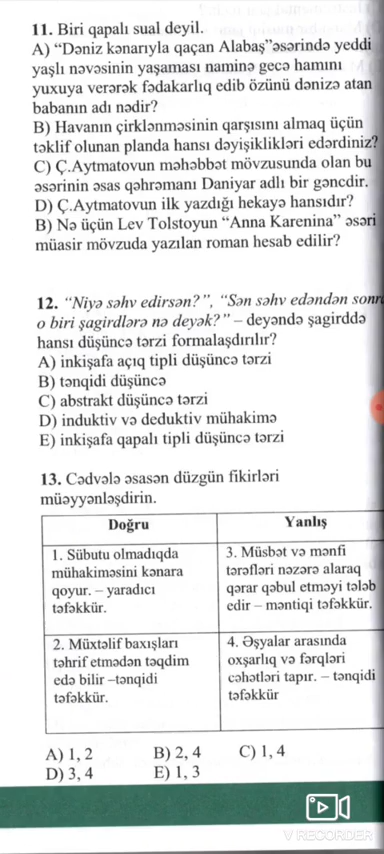 11. Biri qapalı sual deyil.
A) “Dəniz kənarıyla qaçan Alabaş”əsərində yeddi
yaşlı nəvəsinin yaşaması naminə gecə hamını
yuxuya verərək fədakarlıq edib özünü dənizə atan
babanın adı nədir?
B) Havanın çirklənməsinin qarşısını almaq üçün
təklif olunan planda hansı dəyişiklikləri edərdiniz?
C) Ç.Aytmatovun məhəbbət mövzusunda olan bu
əsərinin əsas qəhrəmanı Daniyar adlı bir gəncdir.
D) Ç.Aytmatovun ilk yazdığı hekayə hansıdır?
B) Nə üçün Lev Tolstoyun “Anna Karenina” əsəri
müasir mövzuda yazılan roman hesab edilir?
12. “Niyə səhv edirsən?”, “Sən səhv edəndən sonra
o biri şagirdlərə nə deyək?” – deyəndə şagirddə
hansı düşüncə tərzi formalaşdırılır?
A) inkişafa açıq tipli düşüncə tərzi
B) tənqidi düşüncə
C) abstrakt düşüncə tərzi
D) induktiv və deduktiv mühakimə
E) inkişafa qapalı tipli düşüncə tərzi
13. Cədvələ əsasən düzgün fikirləri
müəyyənləşdirin.
Doğru
Yanlış
1. Sübutu olmadıqda
mühakiməsini kənara
qoyur. – yaradıcı
təfəkkür.
3. Müsbət və mənfi
tərəfləri nəzərə alaraq
qərar qəbul etməyi tələb
edir – məntiqi təfəkkür.
2. Müxtəlif baxışları
təhrif etmədən təqdim
edə bilir –tənqidi
təfəkkür.
4. Əşyalar arasında
oxşarlıq və fərqləri
cəhətləri tapır. – tənqidi
təfəkkür
A) 1, 2 B) 2, 4 C) 1, 4
D) 3, 4 E) 1, 3
V RECORDER